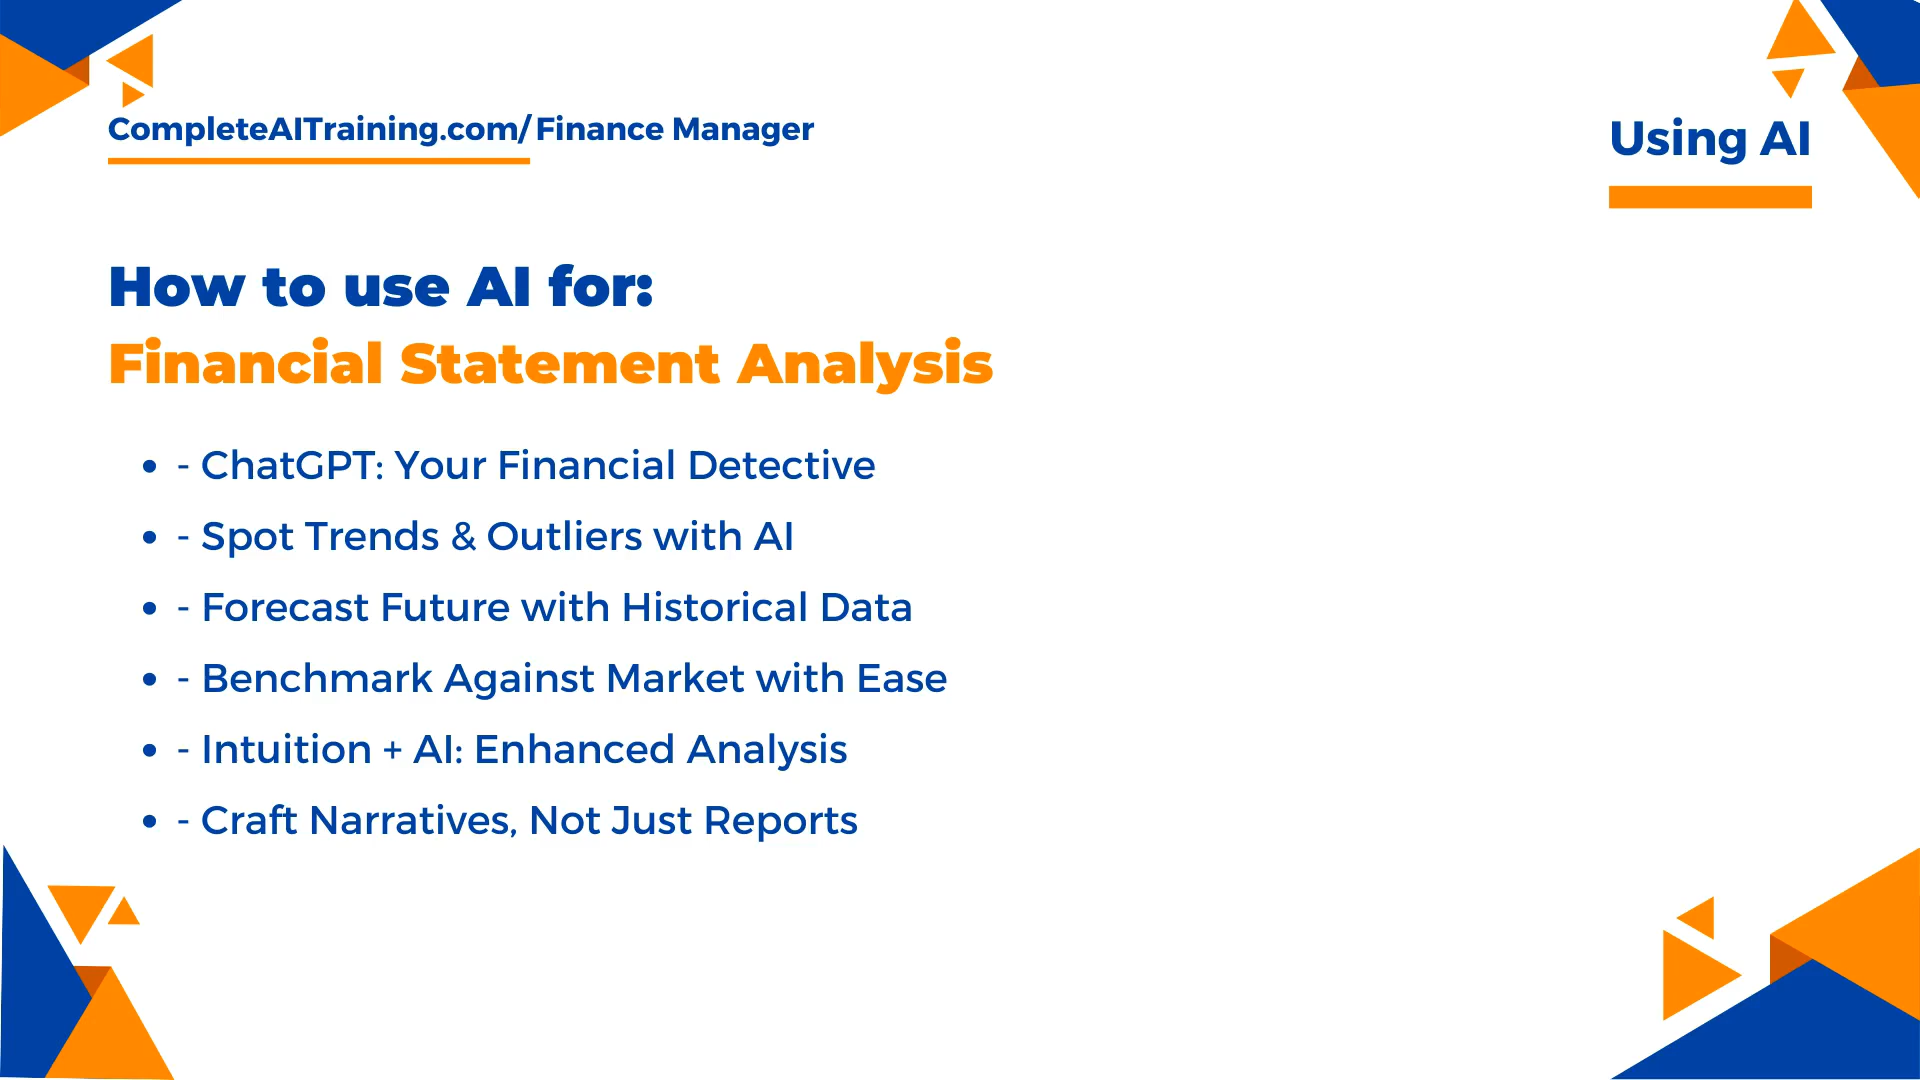 CompleteAITraining.com/ Finance Manager
Using AI
How to use AI for:
Financial Statement Analysis
• - ChatGPT: Your Financial Detective
• - Spot Trends & Outliers with AI
• - Forecast Future with Historical Data
• - Benchmark Against Market with Ease
• - Intuition + AI: Enhanced Analysis
• - Craft Narratives, Not Just Reports